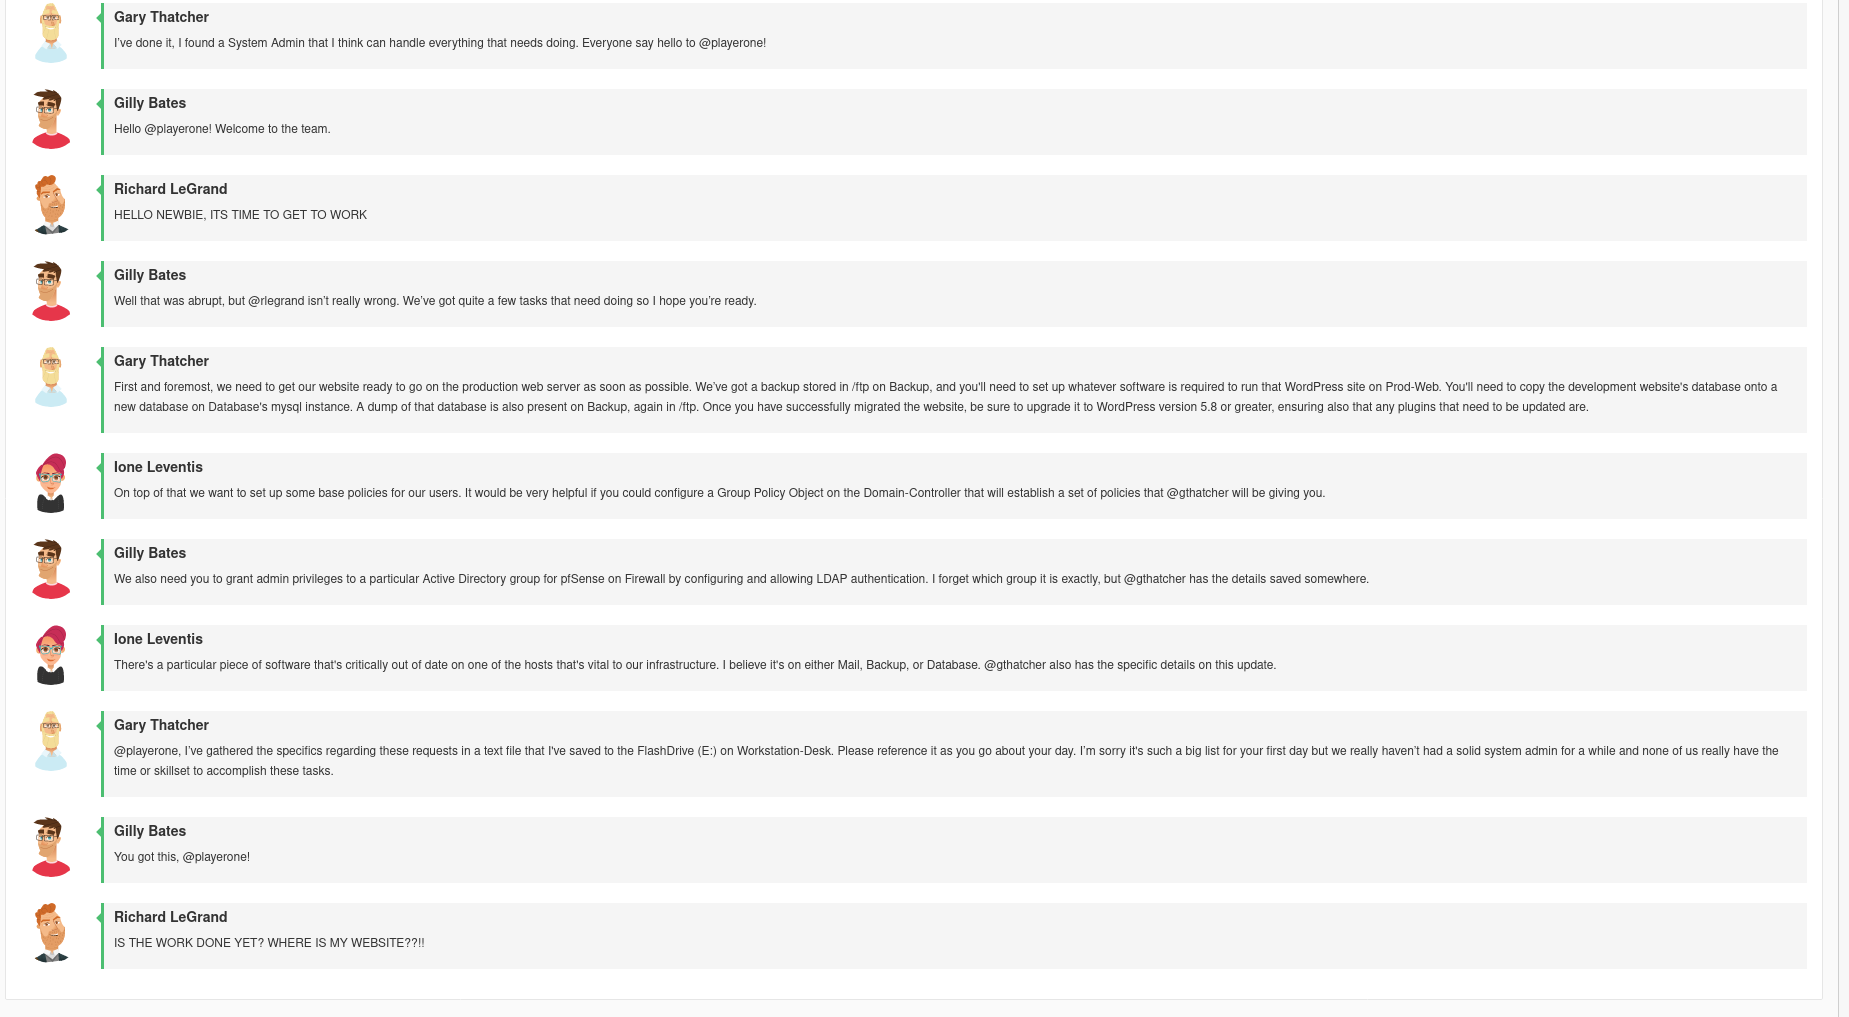 Gary Thatcher
I’ve done it, I found a System Admin that I think can handle everything that needs doing. Everyone say hello to @playerone!
Gilly Bates
Hello @playerone! Welcome to the team.
Richard LeGrand
HELLO NEWBIE, ITS TIME TO GET TO WORK
Gilly Bates
Well that was abrupt, but @rlegrand isn’t really wrong. We’ve got quite a few tasks that need doing so I hope you’re ready.
Gary Thatcher
First and foremost, we need to get our website ready to go on the production web server as soon as possible. We’ve got a backup stored in /ftp on Backup, and you'll need to set up whatever software is required to run that WordPress site on Prod-Web. You'll need to copy the development website's database onto a
new database on Database's mysql instance. A dump of that database is also present on Backup, again in /ftp. Once you have successfully migrated the website, be sure to upgrade it to WordPress version 5.8 or greater, ensuring also that any plugins that need to be updated are.
Ione Leventis
On top of that we want to set up some base policies for our users. It would be very helpful if you could configure a Group Policy Object on the Domain-Controller that will establish a set of policies that @gthatcher will be giving you.
Gilly Bates
We also need you to grant admin privileges to a particular Active Directory group for pfSense on Firewall by configuring and allowing LDAP authentication. I forget which group it is exactly, but @gthatcher has the details saved somewhere.
Ione Leventis
There's a particular piece of software that's critically out of date on one of the hosts that's vital to our infrastructure. I believe it's on either Mail, Backup, or Database. @gthatcher also has the specific details on this update.
Gary Thatcher
@playerone, I’ve gathered the specifics regarding these requests in a text file that I've saved to the FlashDrive (E:) on Workstation-Desk. Please reference it as you go about your day. I’m sorry it's such a big list for your first day but we really haven’t had a solid system admin for a while and none of us really have the
time or skillset to accomplish these tasks.
Gilly Bates
You got this, @playerone!
Richard LeGrand
IS THE WORK DONE YET? WHERE IS MY WEBSITE??!!